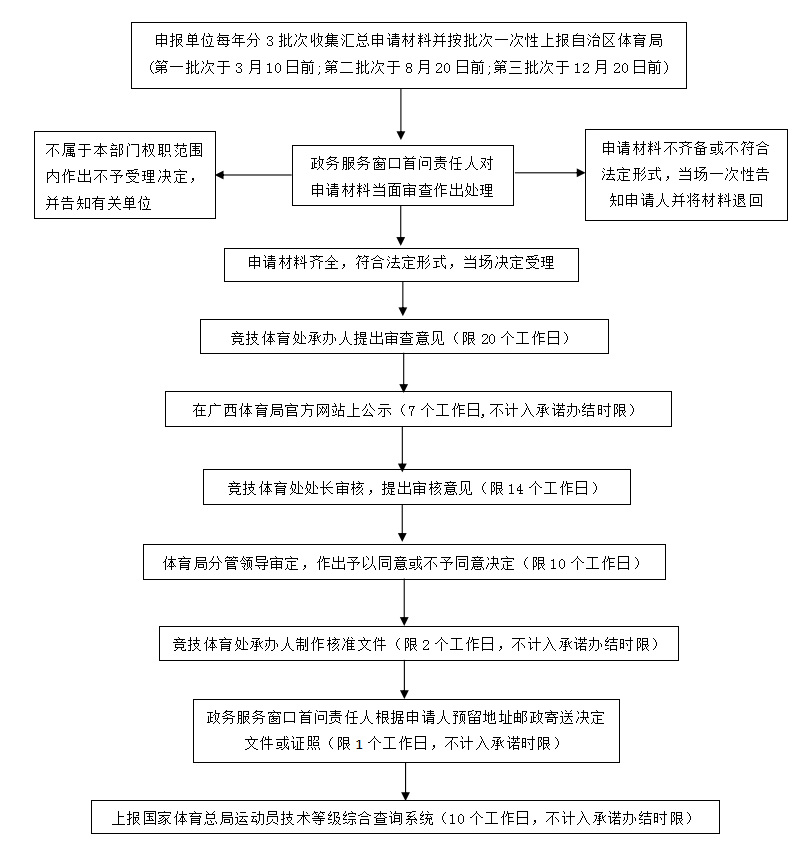 申报单位每年分 3 批次收集汇总申请材料并按批次一次性上报自治区体育局
(第一批次于 3 月 10 日前;第二批次于 8 月 20 日前;第三批次于 12 月 20 日前)
不属于本部门权职范围
内作出不予受理决定，
并告知有关单位
政务服务窗口首问责任人对
申请材料当面审查作出处理
申请材料不齐备或不符合
法定形式，当场一次性告
知申请人并将材料退回
申请材料齐全，符合法定形式，当场决定受理
竞技体育处承办人提出审查意见（限 20 个工作日）
在广西体育局官方网站上公示（7 个工作日,不计入承诺办结时限）
竞技体育处处长审核，提出审核意见（限 14 个工作日）
体育局分管领导审定，作出予以同意或不予同意决定（限 10 个工作日）
竞技体育处承办人制作核准文件（限 2 个工作日，不计入承诺办结时限）
政务服务窗口首问责任人根据申请人预留地址邮政寄送决定
文件或证照（限 1 个工作日，不计入承诺时限）
上报国家体育总局运动员技术等级综合查询系统（10 个工作日，不计入承诺办结时限）